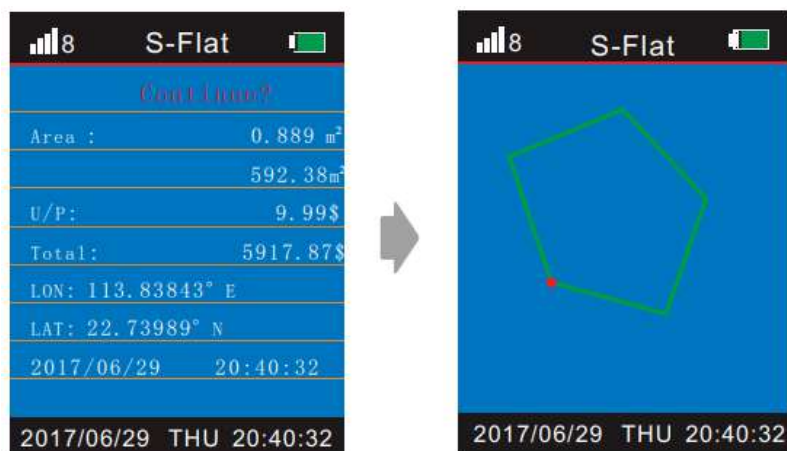 8 S-Flat
Continue?
Area : 0.889 m²
592.38m²
U/P: 9.99$
Total: 5917.87$
LON: 113.83843° E
LAT: 22.73989° N
2017/06/29 20:40:32
2017/06/29 THU 20:40:32
8 S-Flat
2017/06/29 THU 20:40:32